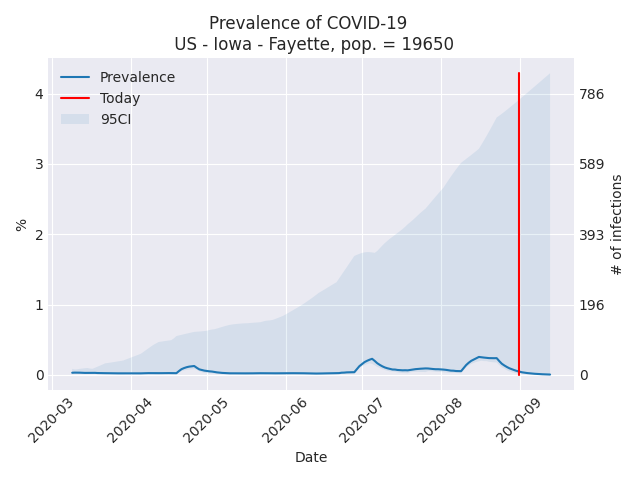 Prevalence of COVID-19
US - Iowa - Fayette, pop. = 19650
Prevalence
Today
95CI
4
3
2
1
0
%
786
589
393
196
0
# of infections
2020-03
2020-04
2020-05
2020-06
2020-07
2020-08
2020-09
Date